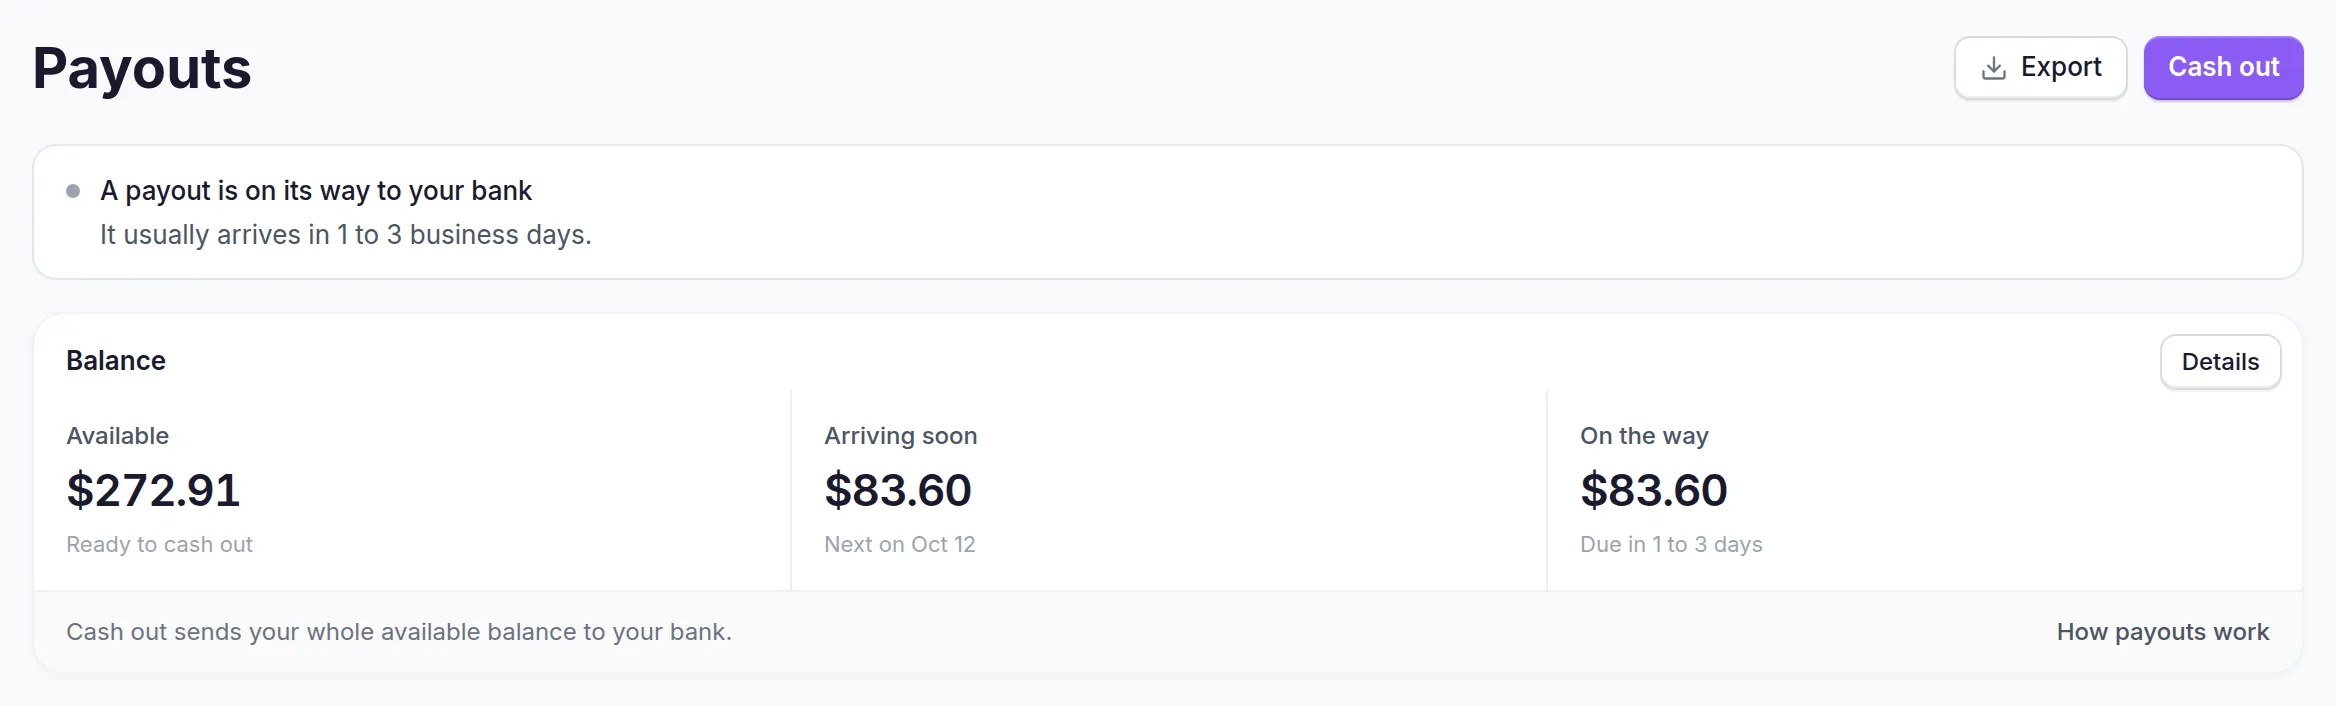 Payouts
Export
Cash out
A payout is on its way to your bank
It usually arrives in 1 to 3 business days.
Balance
Details
Available
$272.91
Ready to cash out
Arriving soon
$83.60
Next on Oct 12
On the way
$83.60
Due in 1 to 3 days
Cash out sends your whole available balance to your bank.
How payouts work